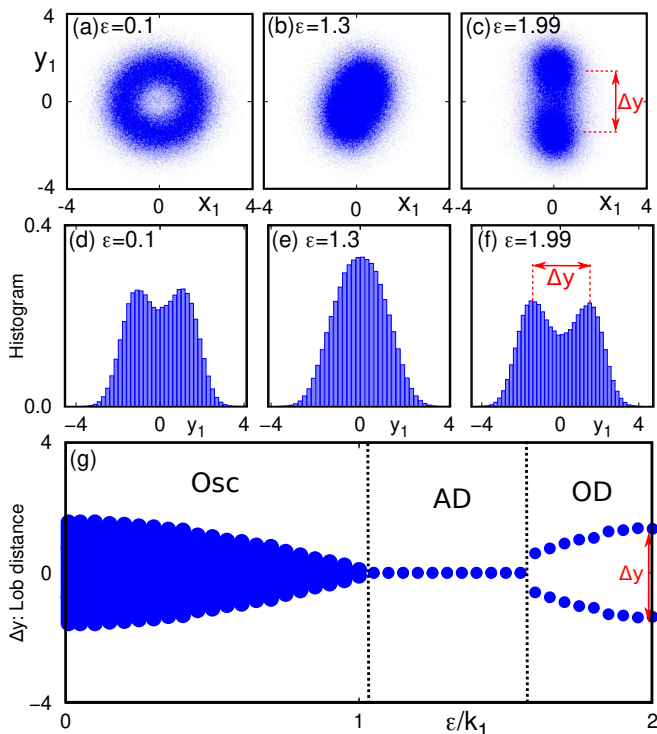 (a) ε=0.1
(b) ε=1.3
(c) ε=1.99
4
y₁
0
−4
Δy
−4 0 x₁ 4
−4 0 x₁ 4
0 x₁ 4
0.4
Histogram
0.0
(d) ε=0.1
(e) ε=1.3
(f) ε=1.99
Δy
−4 0 y₁ 4
−4 0 y₁ 4
−4 0 y₁ 4
(g)
Osc
AD
OD
4
Δy: Lob distance
0
−4
Δy
0 1 ε/k₁ 2